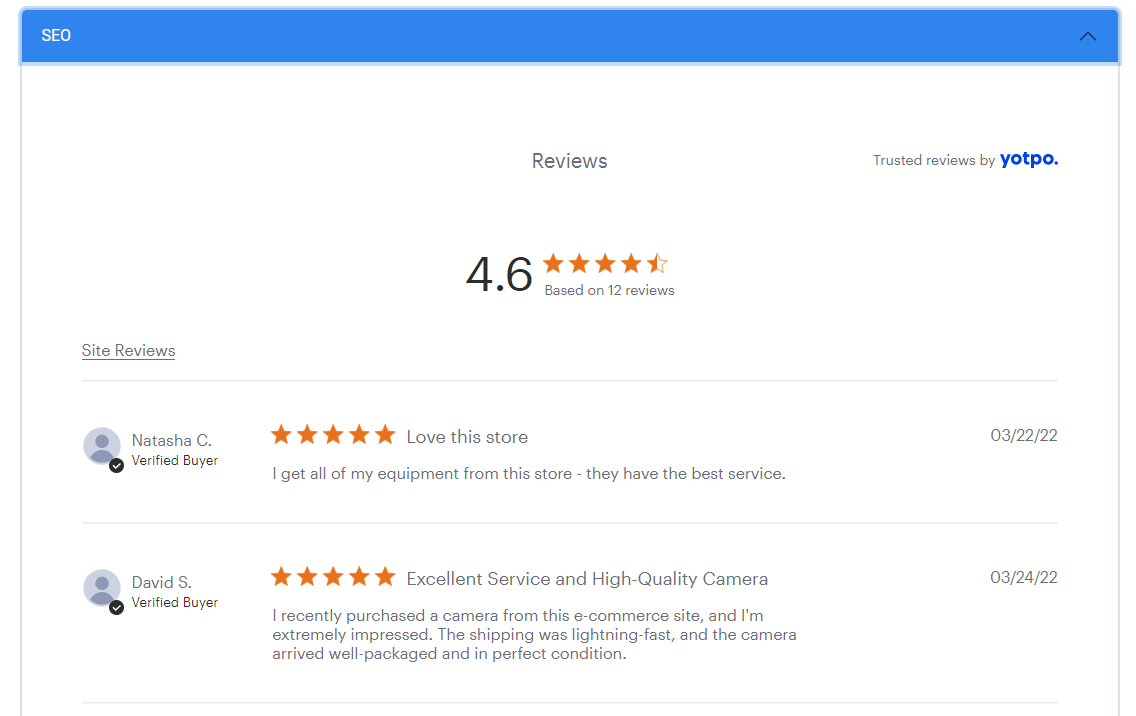 SEO
Reviews
Trusted reviews by yotpo.
4.6
Based on 12 reviews
Site Reviews
Natasha C.
Verified Buyer
Love this store
03/22/22
I get all of my equipment from this store - they have the best service.
David S.
Verified Buyer
Excellent Service and High-Quality Camera
03/24/22
I recently purchased a camera from this e-commerce site, and I'm
extremely impressed. The shipping was lightning-fast, and the camera
arrived well-packaged and in perfect condition.